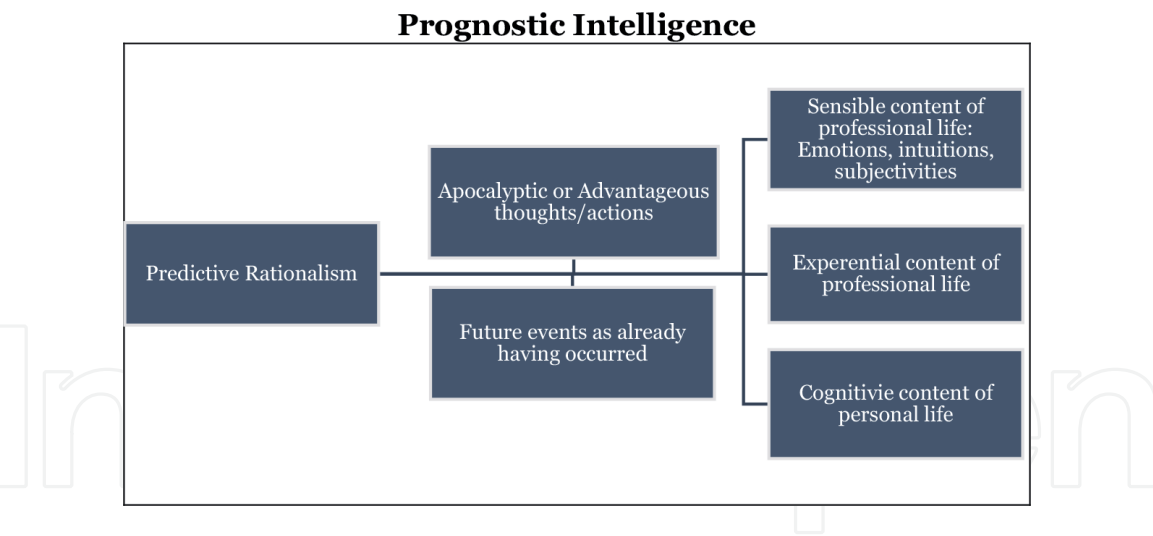 Prognostic Intelligence
Predictive Rationalism
Apocalyptic or Advantageous
thoughts/actions
Future events as already
having occurred
Sensible content of
professional life:
Emotions, intuitions,
subjectivities
Experential content of
professional life
Cognitivie content of
personal life